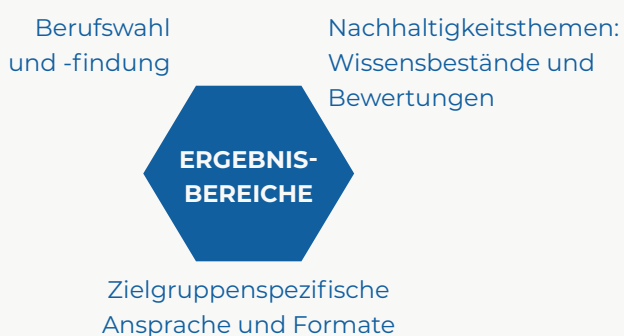 Berufswahl
und -findung
Nachhaltigkeitsthemen:
Wissensbestände und
Bewertungen
ERGEBNIS-
BEREICHE
Zielgruppenspezifische
Ansprache und Formate